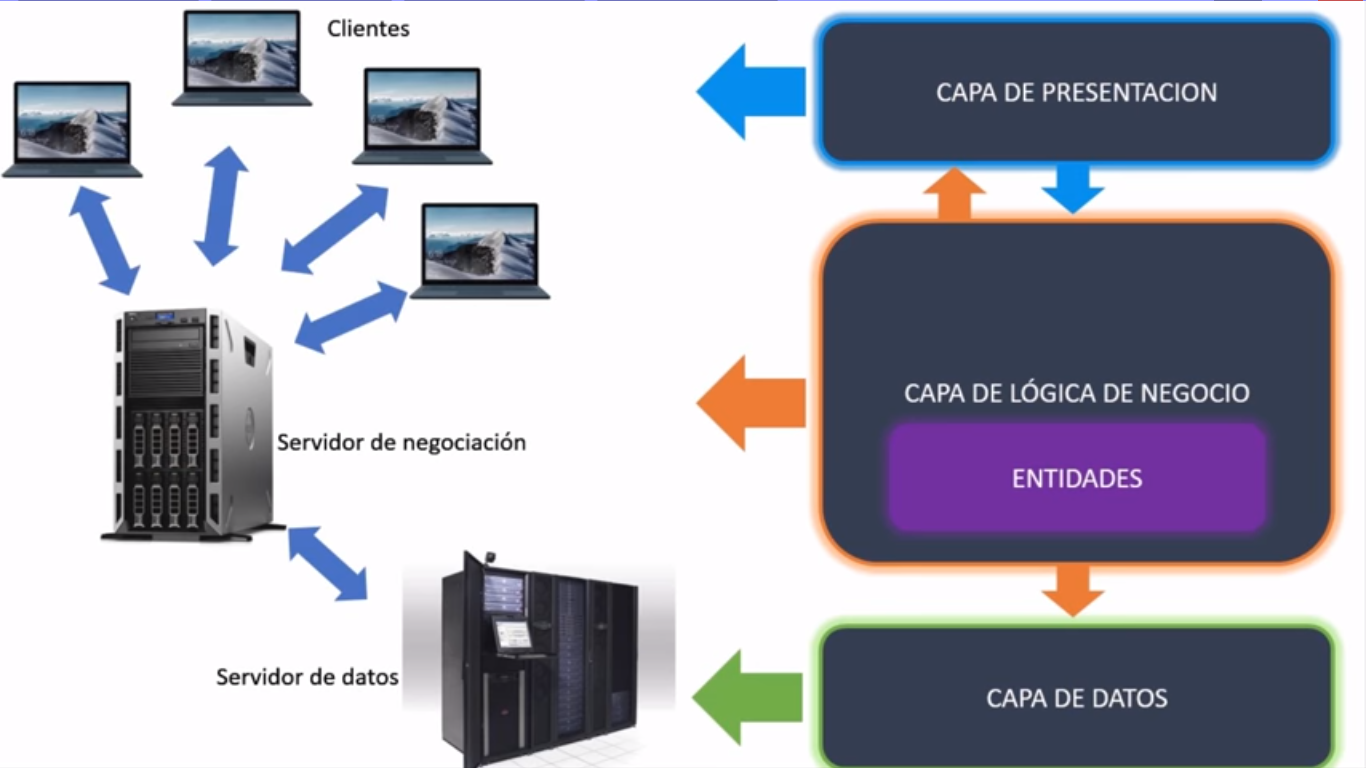 Clientes
CAPA DE PRESENTACION
CAPA DE LÓGICA DE NEGOCIO
Servidor de negociación
ENTIDADES
Servidor de datos
CAPA DE DATOS